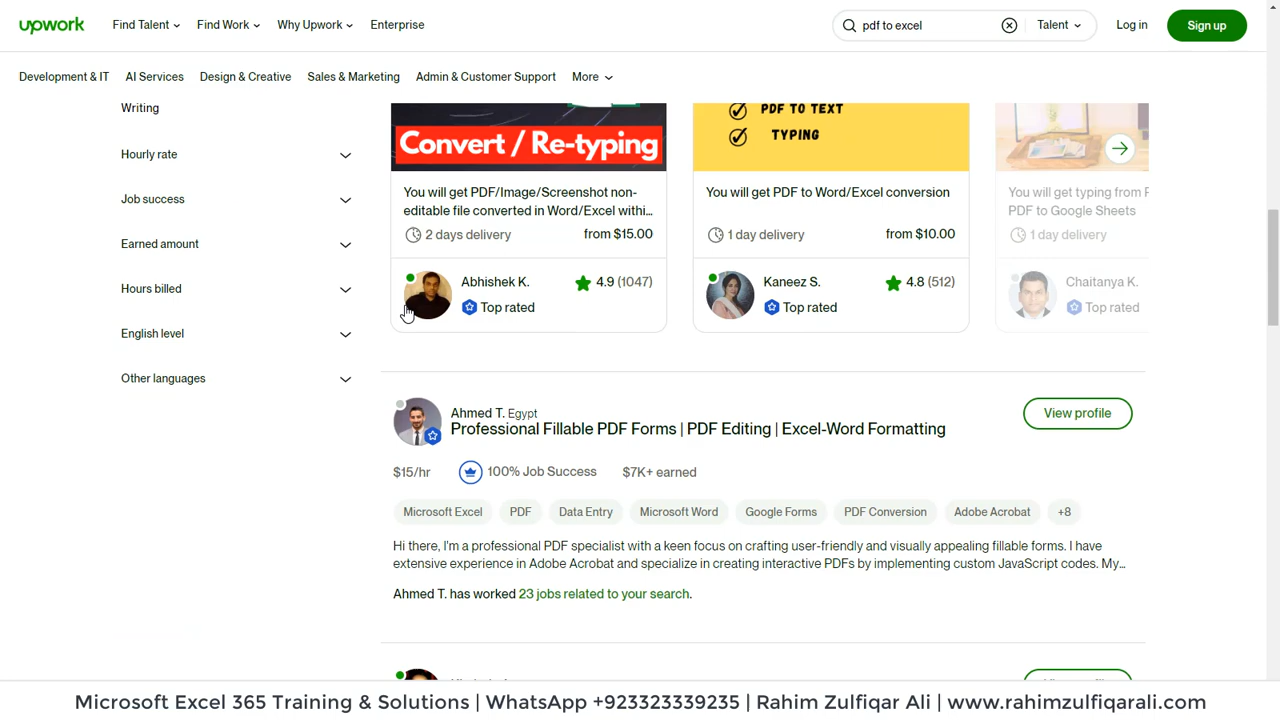 upwork
Find Talent
Find Work
Why Upwork
Enterprise
pdf to excel
Talent
Log in
Sign up
Development & IT
AI Services
Design & Creative
Sales & Marketing
Admin & Customer Support
More
Writing
Hourly rate
Job success
Earned amount
Hours billed
English level
Other languages
Convert / Re-typing
You will get PDF/Image/Screenshot non-
editable file converted in Word/Excel withi...
2 days delivery
from $15.00
Abhishek K.
4.9 (1047)
Top rated
PDF TO TEXT
TYPING
You will get PDF to Word/Excel conversion
1 day delivery
from $10.00
Kaneez S.
4.8 (512)
Top rated
You will get typing from
PDF to Google Sheets
1 day delivery
Chaitanya K.
Top rated
Ahmed T. Egypt
Professional Fillable PDF Forms | PDF Editing | Excel-Word Formatting
View profile
$15/hr
100% Job Success
$7K+ earned
Microsoft Excel
PDF
Data Entry
Microsoft Word
Google Forms
PDF Conversion
Adobe Acrobat
+8
Hi there, I'm a professional PDF specialist with a keen focus on crafting user-friendly and visually appealing fillable forms. I have
extensive experience in Adobe Acrobat and specialize in creating interactive PDFs by implementing custom JavaScript codes. My...
Ahmed T. has worked 23 jobs related to your search.
Microsoft Excel 365 Training & Solutions | WhatsApp +923323339235 | Rahim Zulfiqar Ali | www.rahimzulfiqarali.com